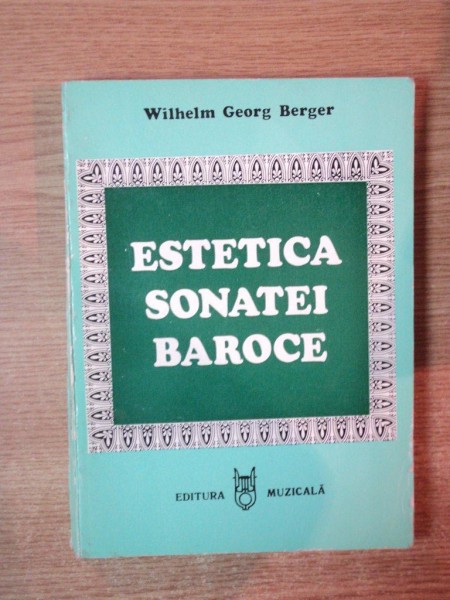 Wilhelm Georg Berger
ESTETICA
SONATEI
BAROCE
EDITURA MUZICALĂ